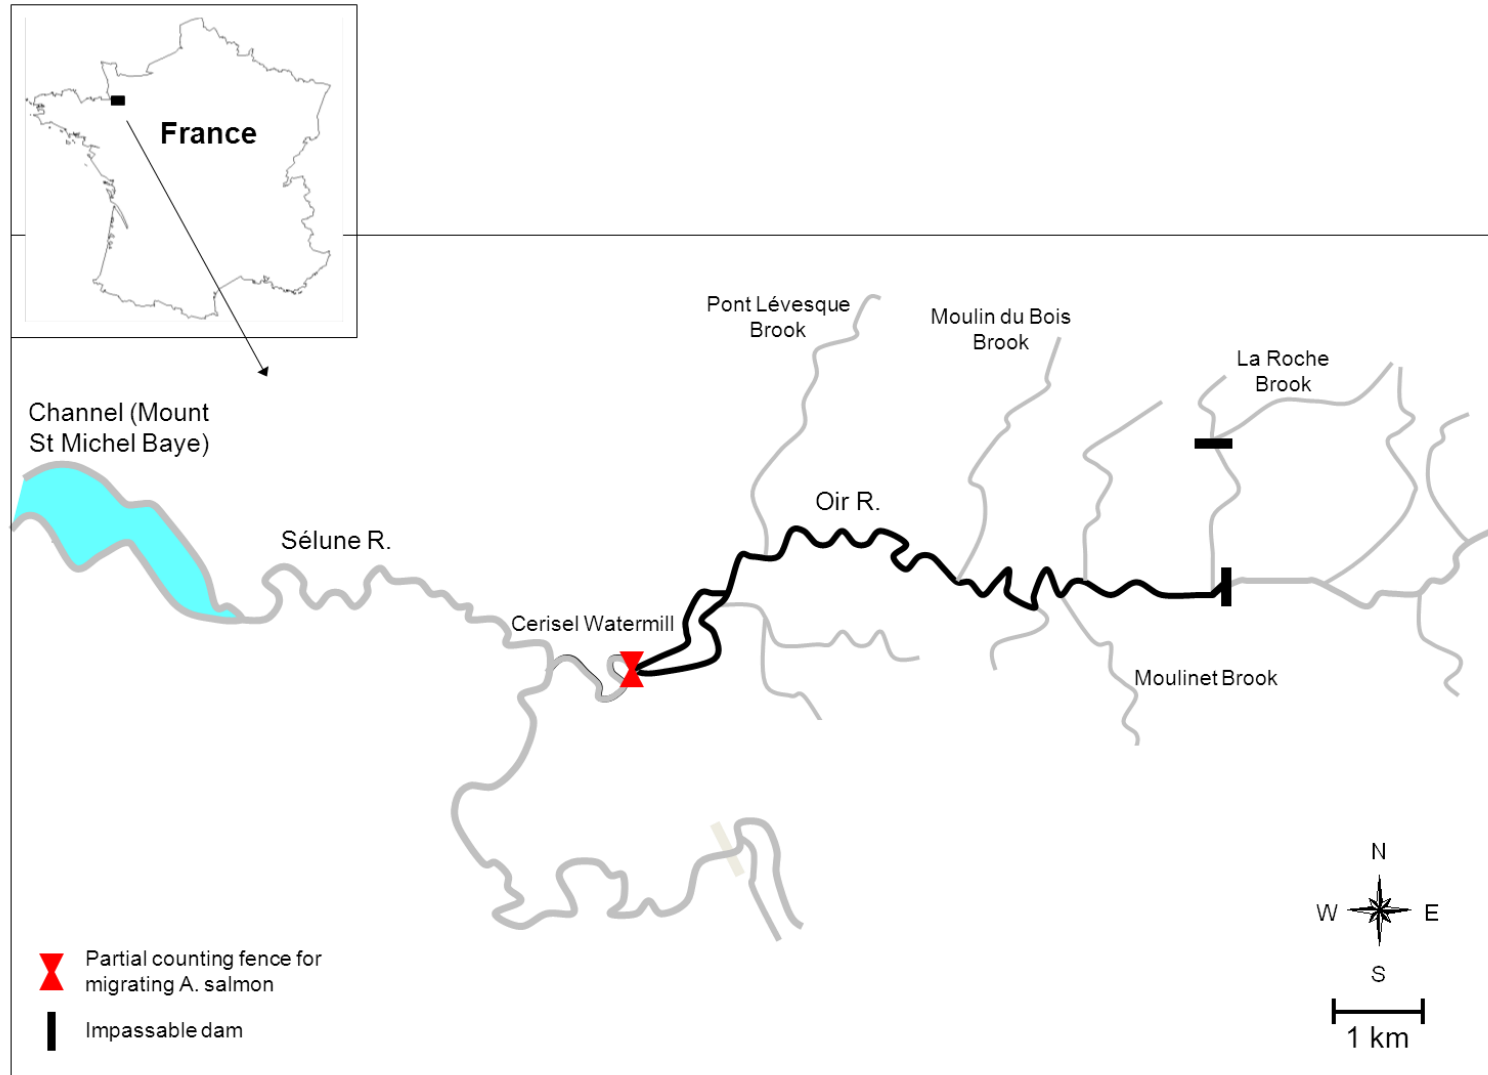 France
Pont Lévesque
Brook
Moulin du Bois
Brook
La Roche
Brook
Channel (Mount
St Michel Baye)
Oir R.
Sélune R.
Cerisel Watermill
Moulinet Brook
N
W
E
S
Partial counting fence for
migrating A. salmon
Impassable dam
1 km